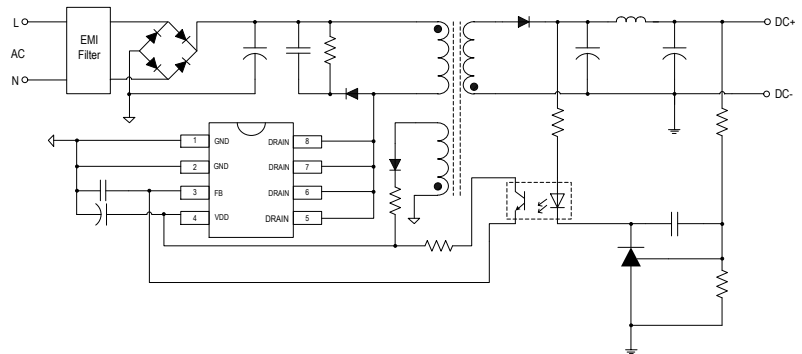 L
AC
N
EMI
Filter
DC+
DC-
1 GND DRAIN 8
2 GND DRAIN 7
3 FB DRAIN 6
4 VDD DRAIN 5